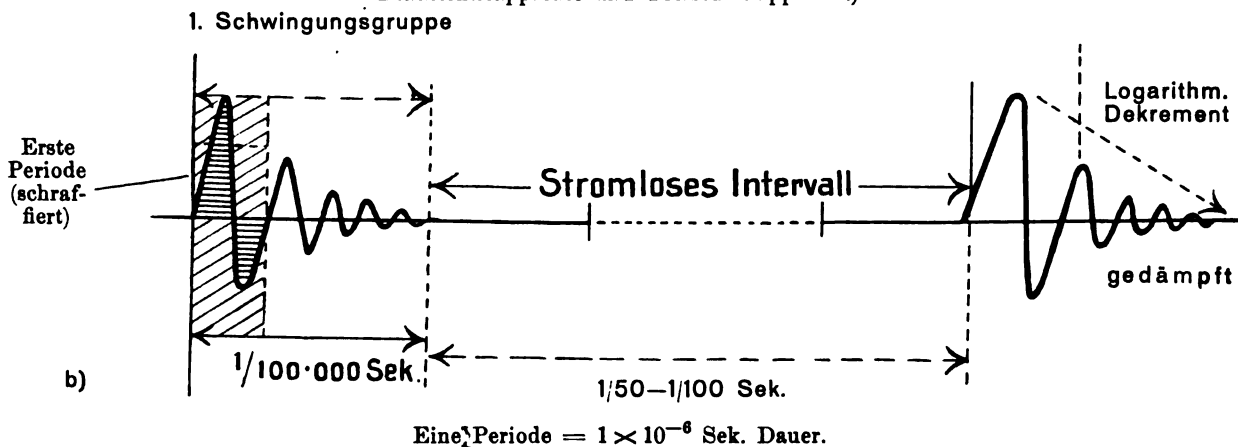 1. Schwingungsgruppe
Logarithm.
Dekrement
Erste
Periode
(schraf-
fiert)
Stromloses Intervall
gedämpft
1/100·000 Sek.
b)
1/50—1/100 Sek.
Eine Periode = 1 × 10⁻⁶ Sek. Dauer.